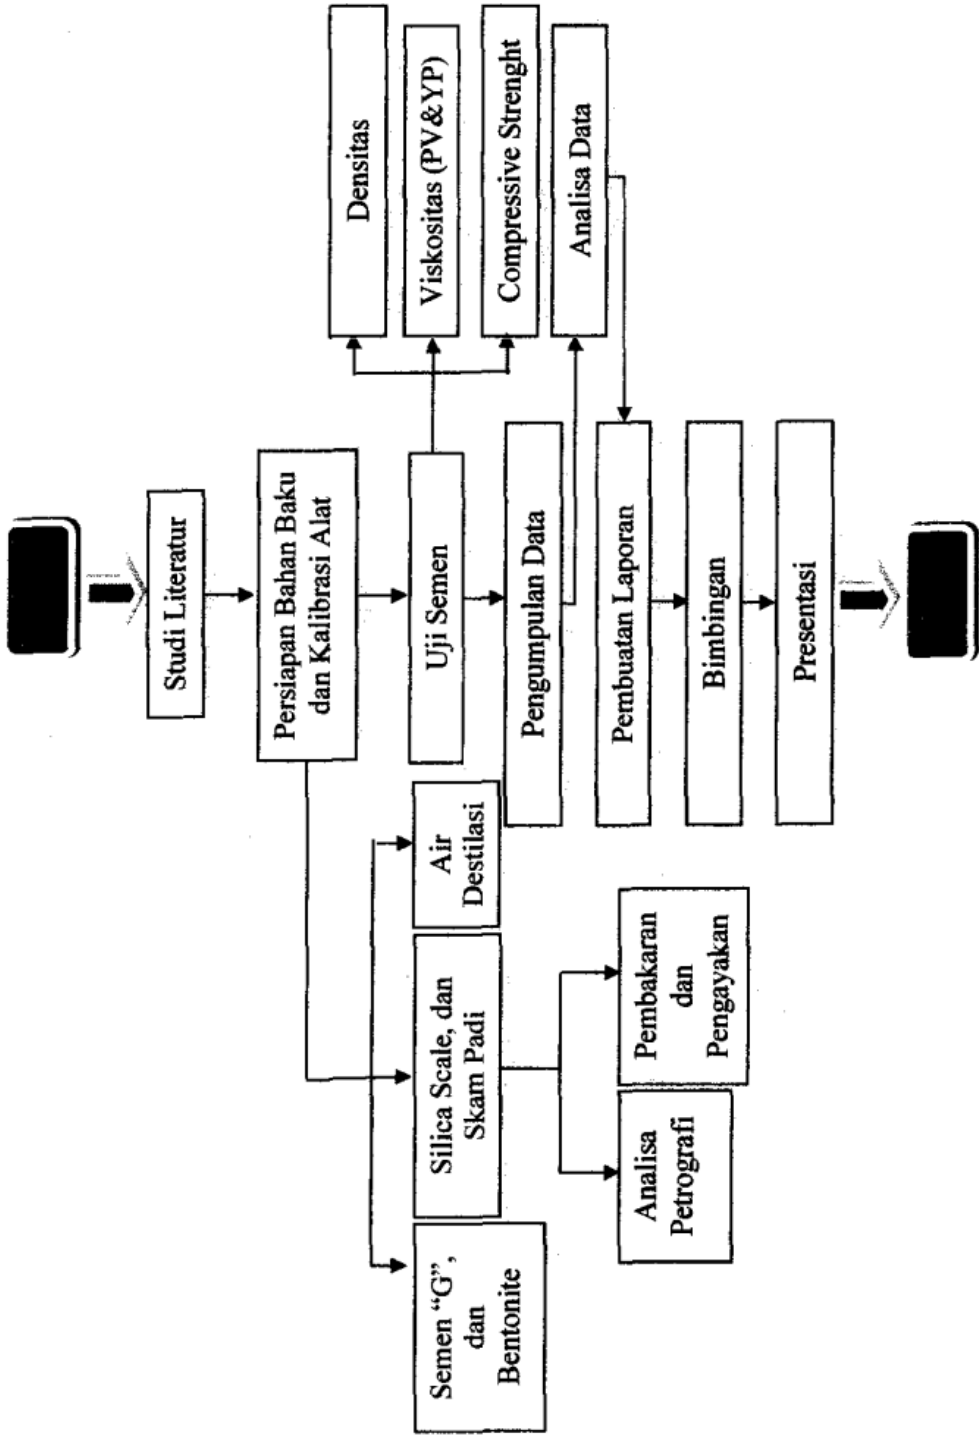 Studi Literatur
Persiapan Bahan Baku
dan Kalibrasi Alat
Uji Semen
Densitas
Viskositas (PV&YP)
Compressive Strenght
Semen “G”,
dan
Bentonite
Silica Scale, dan
Skam Padi
Air
Destilasi
Analisa
Petrografi
Pembakaran
dan
Pengayakan
Pengumpulan Data
Analisa Data
Pembuatan Laporan
Bimbingan
Presentasi